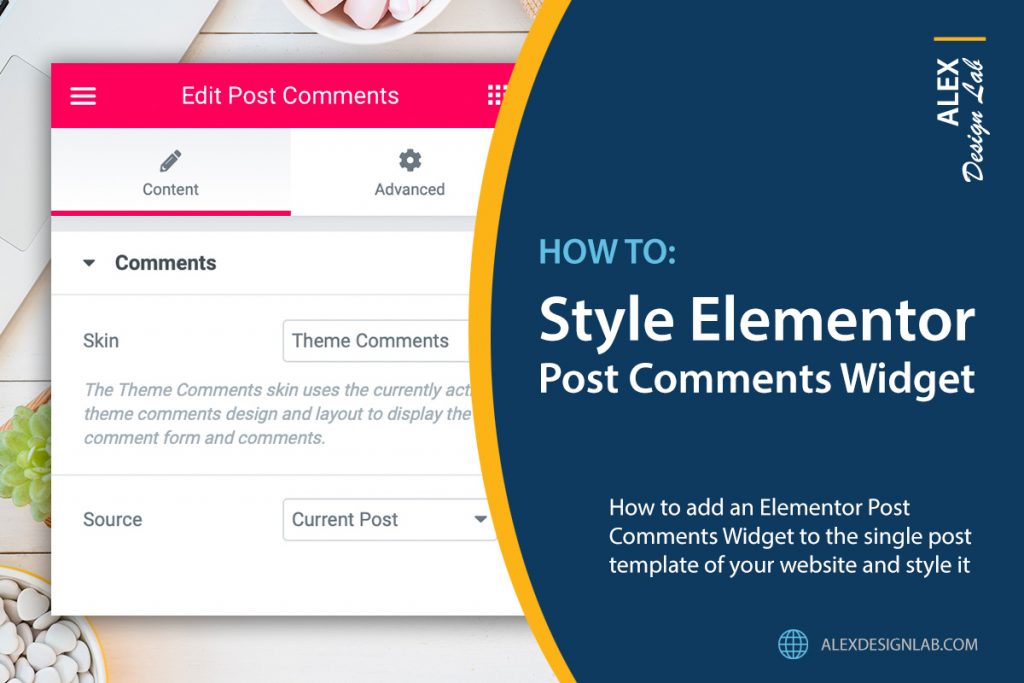 Edit Post Comments
Content
Advanced
Comments
Skin
Theme Comments
The Theme Comments skin uses the currently
theme comments design and layout to display the
comment form and comments.
Source
Current Post
ALEX
Design Lab
HOW TO:
Style Elementor
Post Comments Widget
How to add an Elementor Post
Comments Widget to the single post
template of your website and style it
ALEXDESIGNLAB.COM